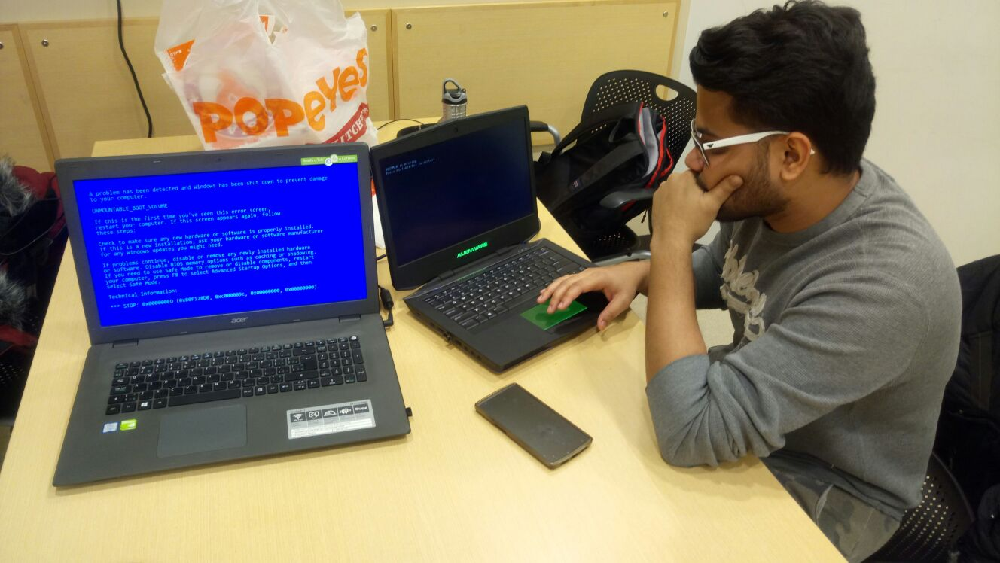 POPEYES
KITCHEN
A problem has been detected and windows has been shut down to prevent damage
to your computer.
UNMOUNTABLE_BOOT_VOLUME
If this is the first time you've seen this error screen,
restart your computer. If this screen appears again, follow
these steps:
Check to make sure any new hardware or software is properly installed.
If this is a new installation, ask your hardware or software manufacturer
for any Windows updates you might need.
If problems continue, disable or remove any newly installed hardware
or software. Disable BIOS memory options such as caching or shadowing.
If you need to use Safe Mode to remove or disable components, restart
your computer, press F8 to select Advanced Startup Options, and then
select Safe Mode.
Technical information:
*** STOP: 0x000000ED (0x80F128D0, 0xc000009c, 0x00000000, 0x00000000)
acer
BOOTMGR is missing
Press Ctrl+Alt+Del to restart
ALIENWARE